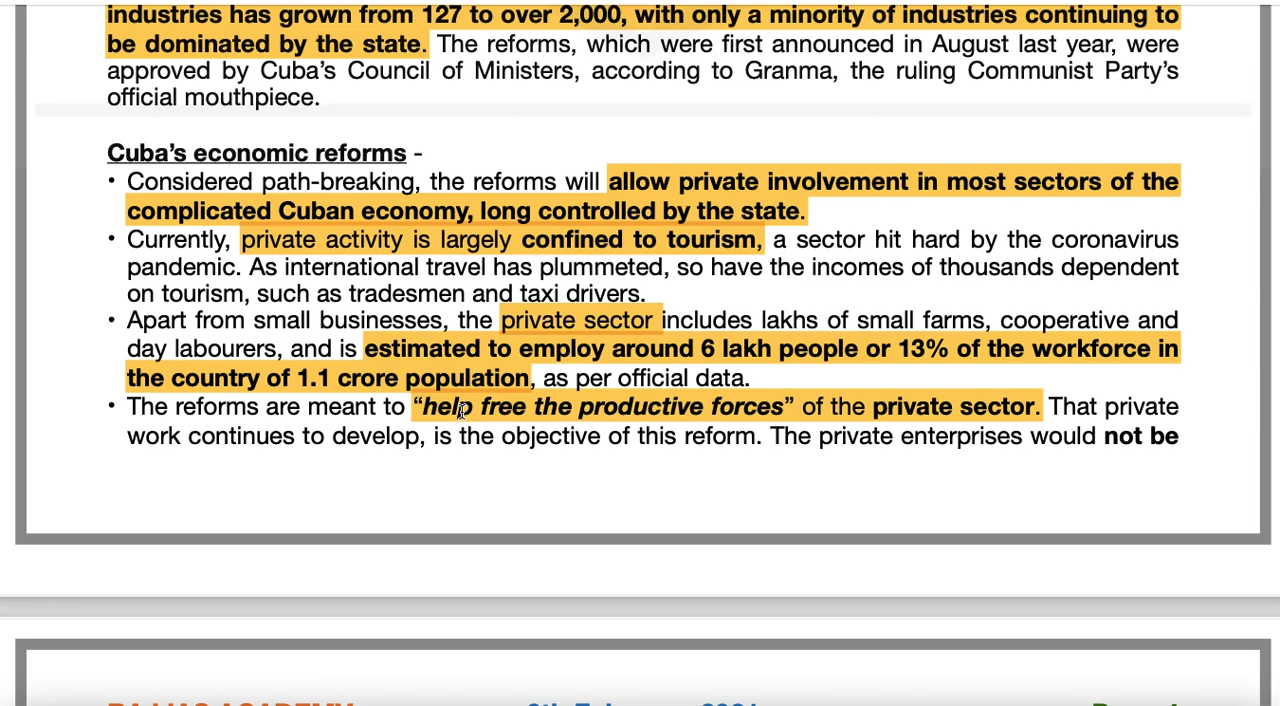 industries has grown from 127 to over 2,000, with only a minority of industries continuing to
be dominated by the state. The reforms, which were first announced in August last year, were
approved by Cuba’s Council of Ministers, according to Granma, the ruling Communist Party’s
official mouthpiece.
Cuba’s economic reforms -
• Considered path-breaking, the reforms will allow private involvement in most sectors of the
complicated Cuban economy, long controlled by the state.
• Currently, private activity is largely confined to tourism, a sector hit hard by the coronavirus
pandemic. As international travel has plummeted, so have the incomes of thousands dependent
on tourism, such as tradesmen and taxi drivers.
• Apart from small businesses, the private sector includes lakhs of small farms, cooperative and
day labourers, and is estimated to employ around 6 lakh people or 13% of the workforce in
the country of 1.1 crore population, as per official data.
• The reforms are meant to “help free the productive forces” of the private sector. That private
work continues to develop, is the objective of this reform. The private enterprises would not be